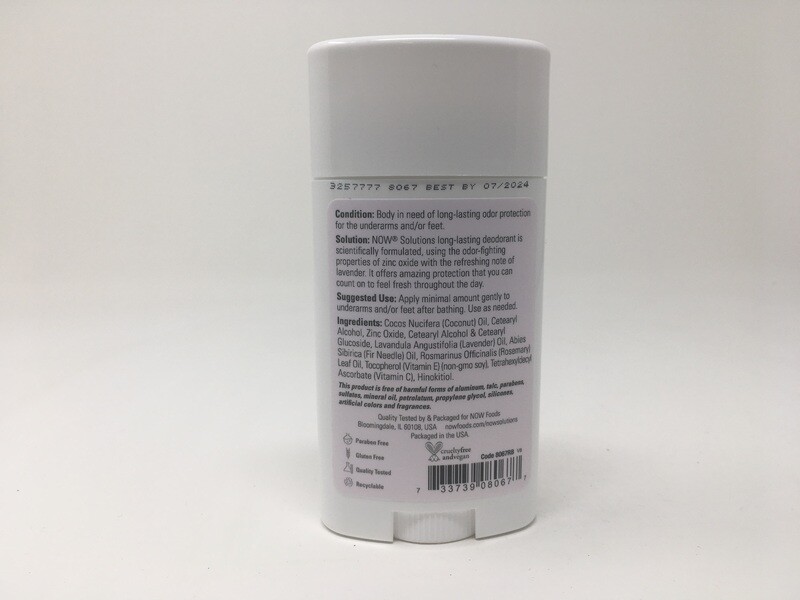 3257777 8067 BEST BY 07/2024
Condition: Body in need of long-lasting odor protection
for the underarms and/or feet.
Solution: NOW® Solutions long-lasting deodorant is
scientifically formulated, using the odor-fighting
properties of zinc oxide with the refreshing note of
lavender. It offers amazing protection that you can
count on to feel fresh throughout the day.
Suggested Use: Apply minimal amount gently to
underarms and/or feet after bathing. Use as needed.
Ingredients: Cocos Nucifera (Coconut) Oil, Cetearyl
Alcohol, Zinc Oxide, Cetearyl Alcohol & Cetearyl
Glucoside, Lavandula Angustifolia (Lavender) Oil, Abies
Sibirica (Fir Needle) Oil, Rosmarinus Officinalis (Rosemary)
Leaf Oil, Tocopherol (Vitamin E) (non-gmo soy), Tetrahexyldecyl
Ascorbate (Vitamin C), Hinokitiol.
This product is free of harmful forms of aluminum, talc, parabens,
sulfates, mineral oil, petrolatum, propylene glycol, silicones,
artificial colors and fragrances.
Quality Tested by & Packaged for NOW Foods
Bloomingdale, IL 60108, USA nowfoods.com/nowsolutions
Packaged in the USA
Paraben Free
Gluten Free
Quality Tested
Recyclable
crueltyfree
andvegan
Code 8067RB V6
7 33739 08067 7